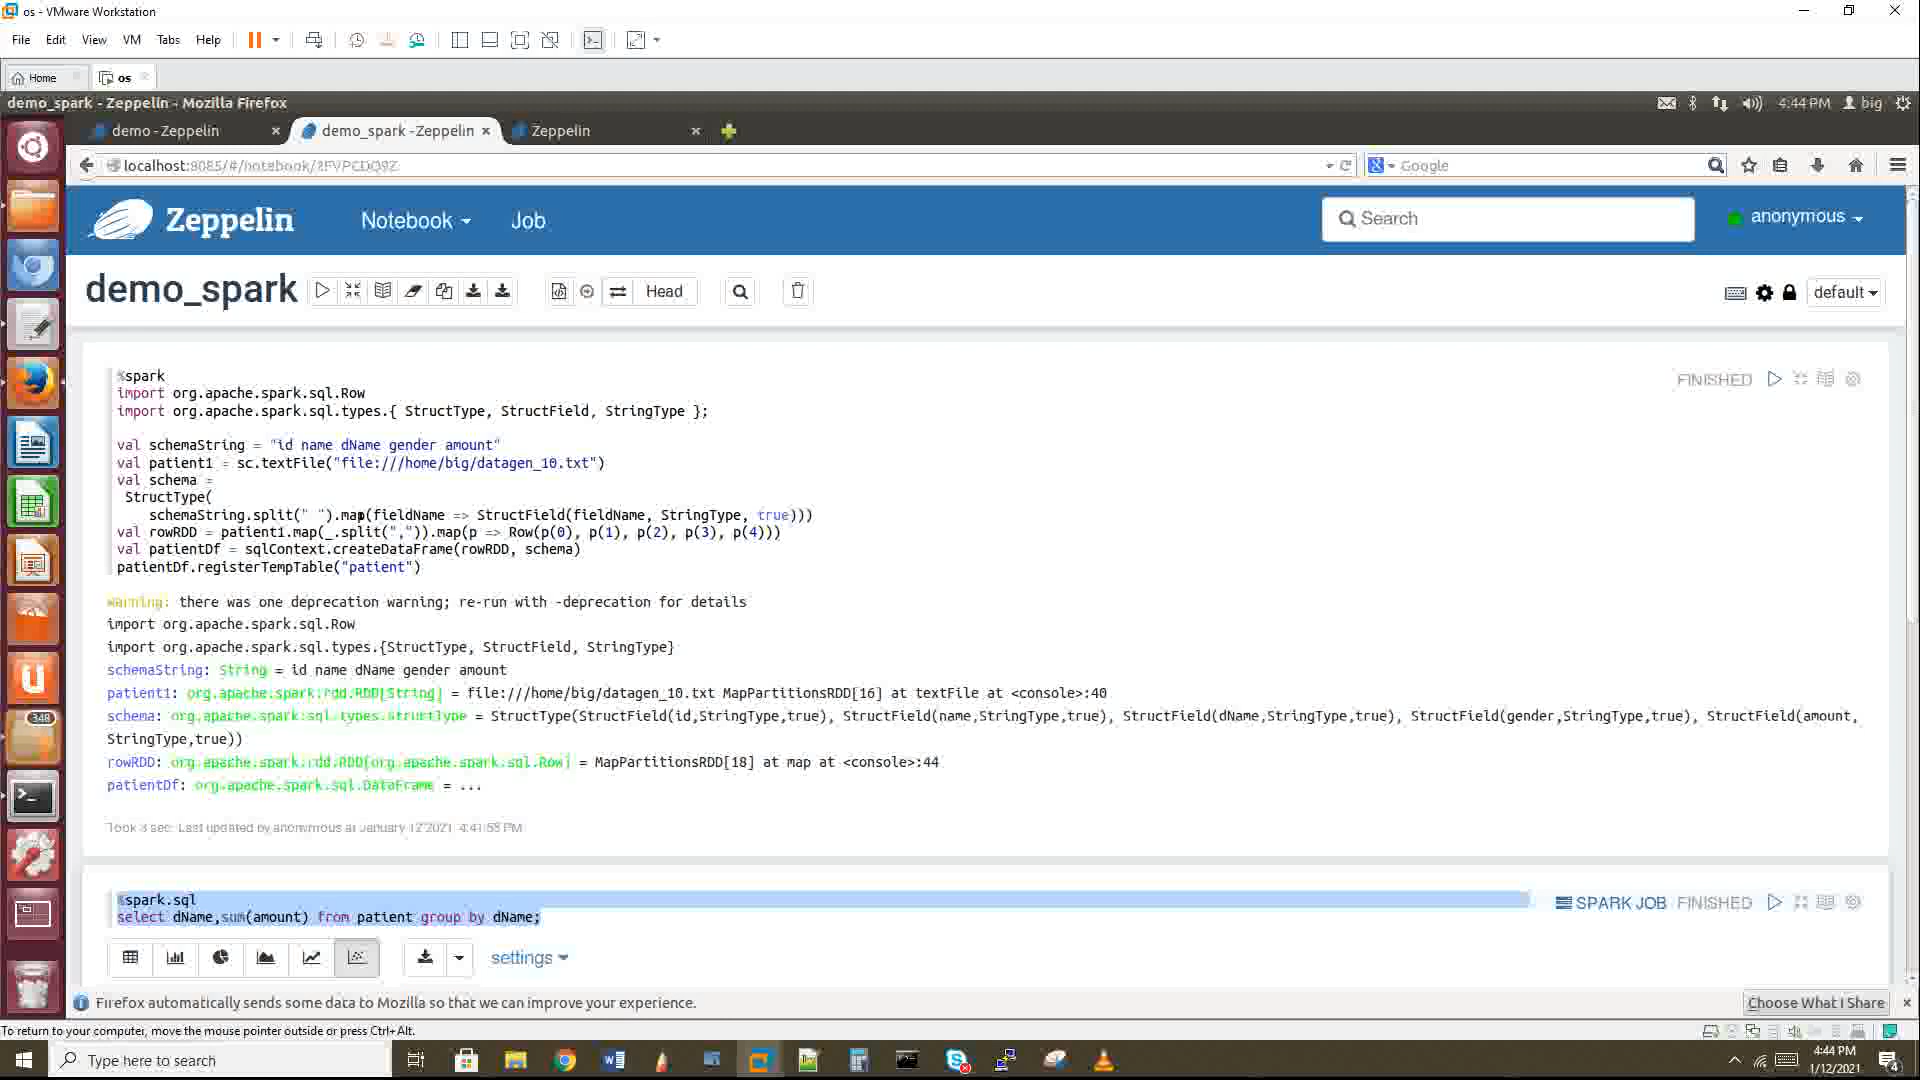 os - VMware Workstation
File Edit View VM Tabs Help
Home os
demo_spark - Zeppelin - Mozilla Firefox 4:44 PM big
demo - Zeppelin demo_spark -Zeppelin Zeppelin
localhost:8085/#/notebook/2FVPCDQ9Z Google
Zeppelin Notebook Job Search anonymous
demo_spark Head default
%spark
import org.apache.spark.sql.Row
import org.apache.spark.sql.types.{ StructType, StructField, StringType };
FINISHED
val schemaString = "id name dName gender amount"
val patient1 = sc.textFile("file:///home/big/datagen_10.txt")
val schema =
StructType(
schemaString.split(" ").map(fieldName => StructField(fieldName, StringType, true)))
val rowRDD = patient1.map(_.split(",")).map(p => Row(p(0), p(1), p(2), p(3), p(4)))
val patientDf = sqlContext.createDataFrame(rowRDD, schema)
patientDf.registerTempTable("patient")
warning: there was one deprecation warning; re-run with -deprecation for details
import org.apache.spark.sql.Row
import org.apache.spark.sql.types.{StructType, StructField, StringType}
schemaString: String = id name dName gender amount
patient1: org.apache.spark.rdd.RDD[String] = file:///home/big/datagen_10.txt MapPartitionsRDD[16] at textFile at <console>:40
schema: org.apache.spark.sql.types.StructType = StructType(StructField(id,StringType,true), StructField(name,StringType,true), StructField(dName,StringType,true), StructField(gender,StringType,true), StructField(amount,
StringType,true))
rowRDD: org.apache.spark.rdd.RDD[org.apache.spark.sql.Row] = MapPartitionsRDD[18] at map at <console>:44
patientDf: org.apache.spark.sql.DataFrame = ...
Took 3 sec. Last updated by anonymous at January 12 2021, 4:41:55 PM
%spark.sql
select dName,sum(amount) from patient group by dName;
SPARK JOB FINISHED
settings
Firefox automatically sends some data to Mozilla so that we can improve your experience. Choose What I Share
To return to your computer, move the mouse pointer outside or press Ctrl+Alt.
Type here to search
4:44 PM
1/12/2021
348
4